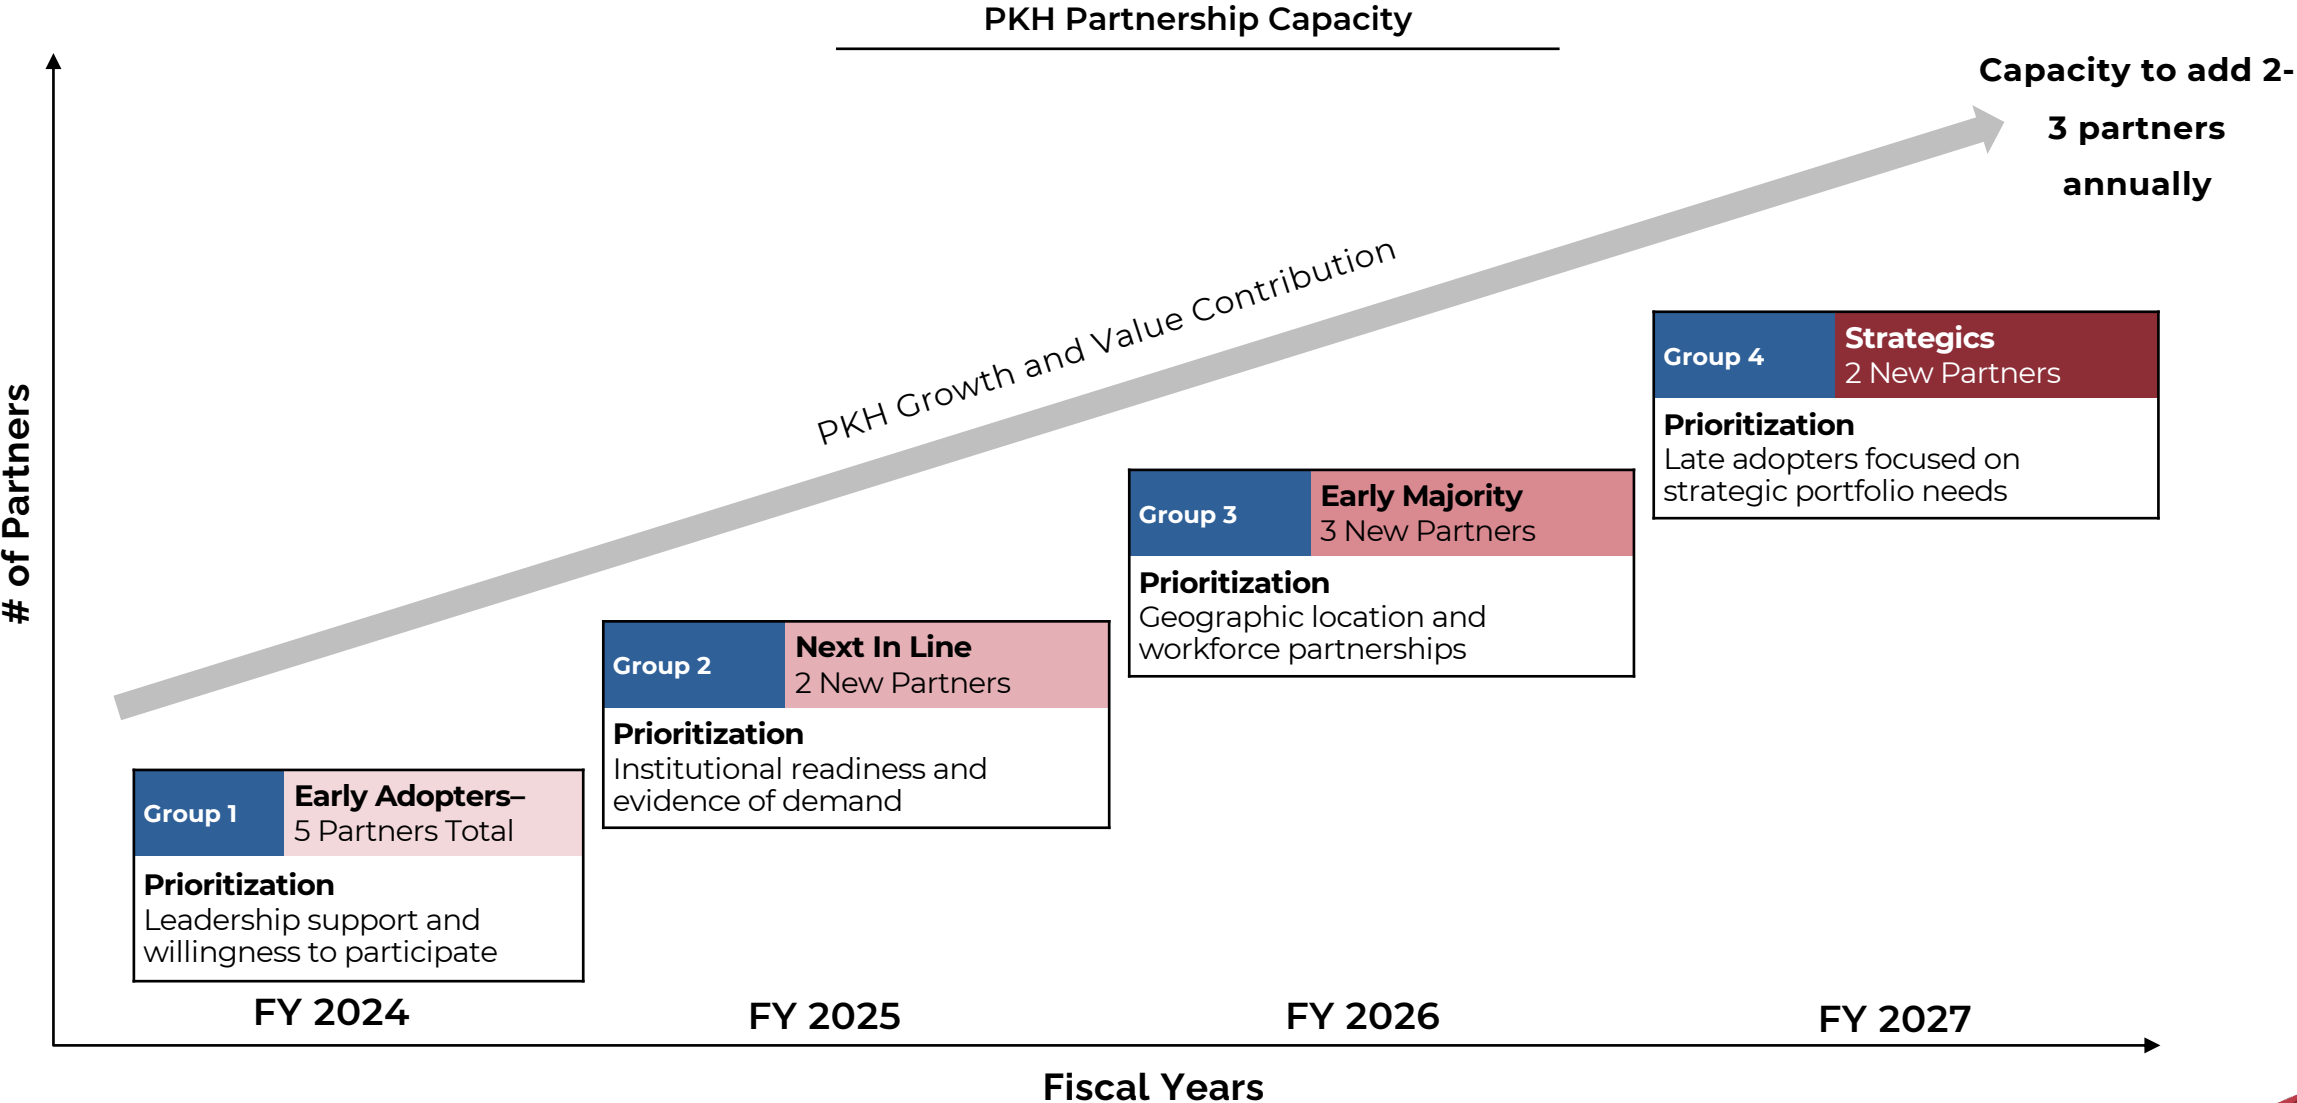 PKH Partnership Capacity
Capacity to add 2-
3 partners
annually
PKH Growth and Value Contribution
# of Partners
Group 4
Strategics
2 New Partners
Prioritization
Late adopters focused on
strategic portfolio needs
Group 3
Early Majority
3 New Partners
Prioritization
Geographic location and
workforce partnerships
Group 2
Next In Line
2 New Partners
Prioritization
Institutional readiness and
evidence of demand
Group 1
Early Adopters–
5 Partners Total
Prioritization
Leadership support and
willingness to participate
FY 2024
FY 2025
FY 2026
FY 2027
Fiscal Years